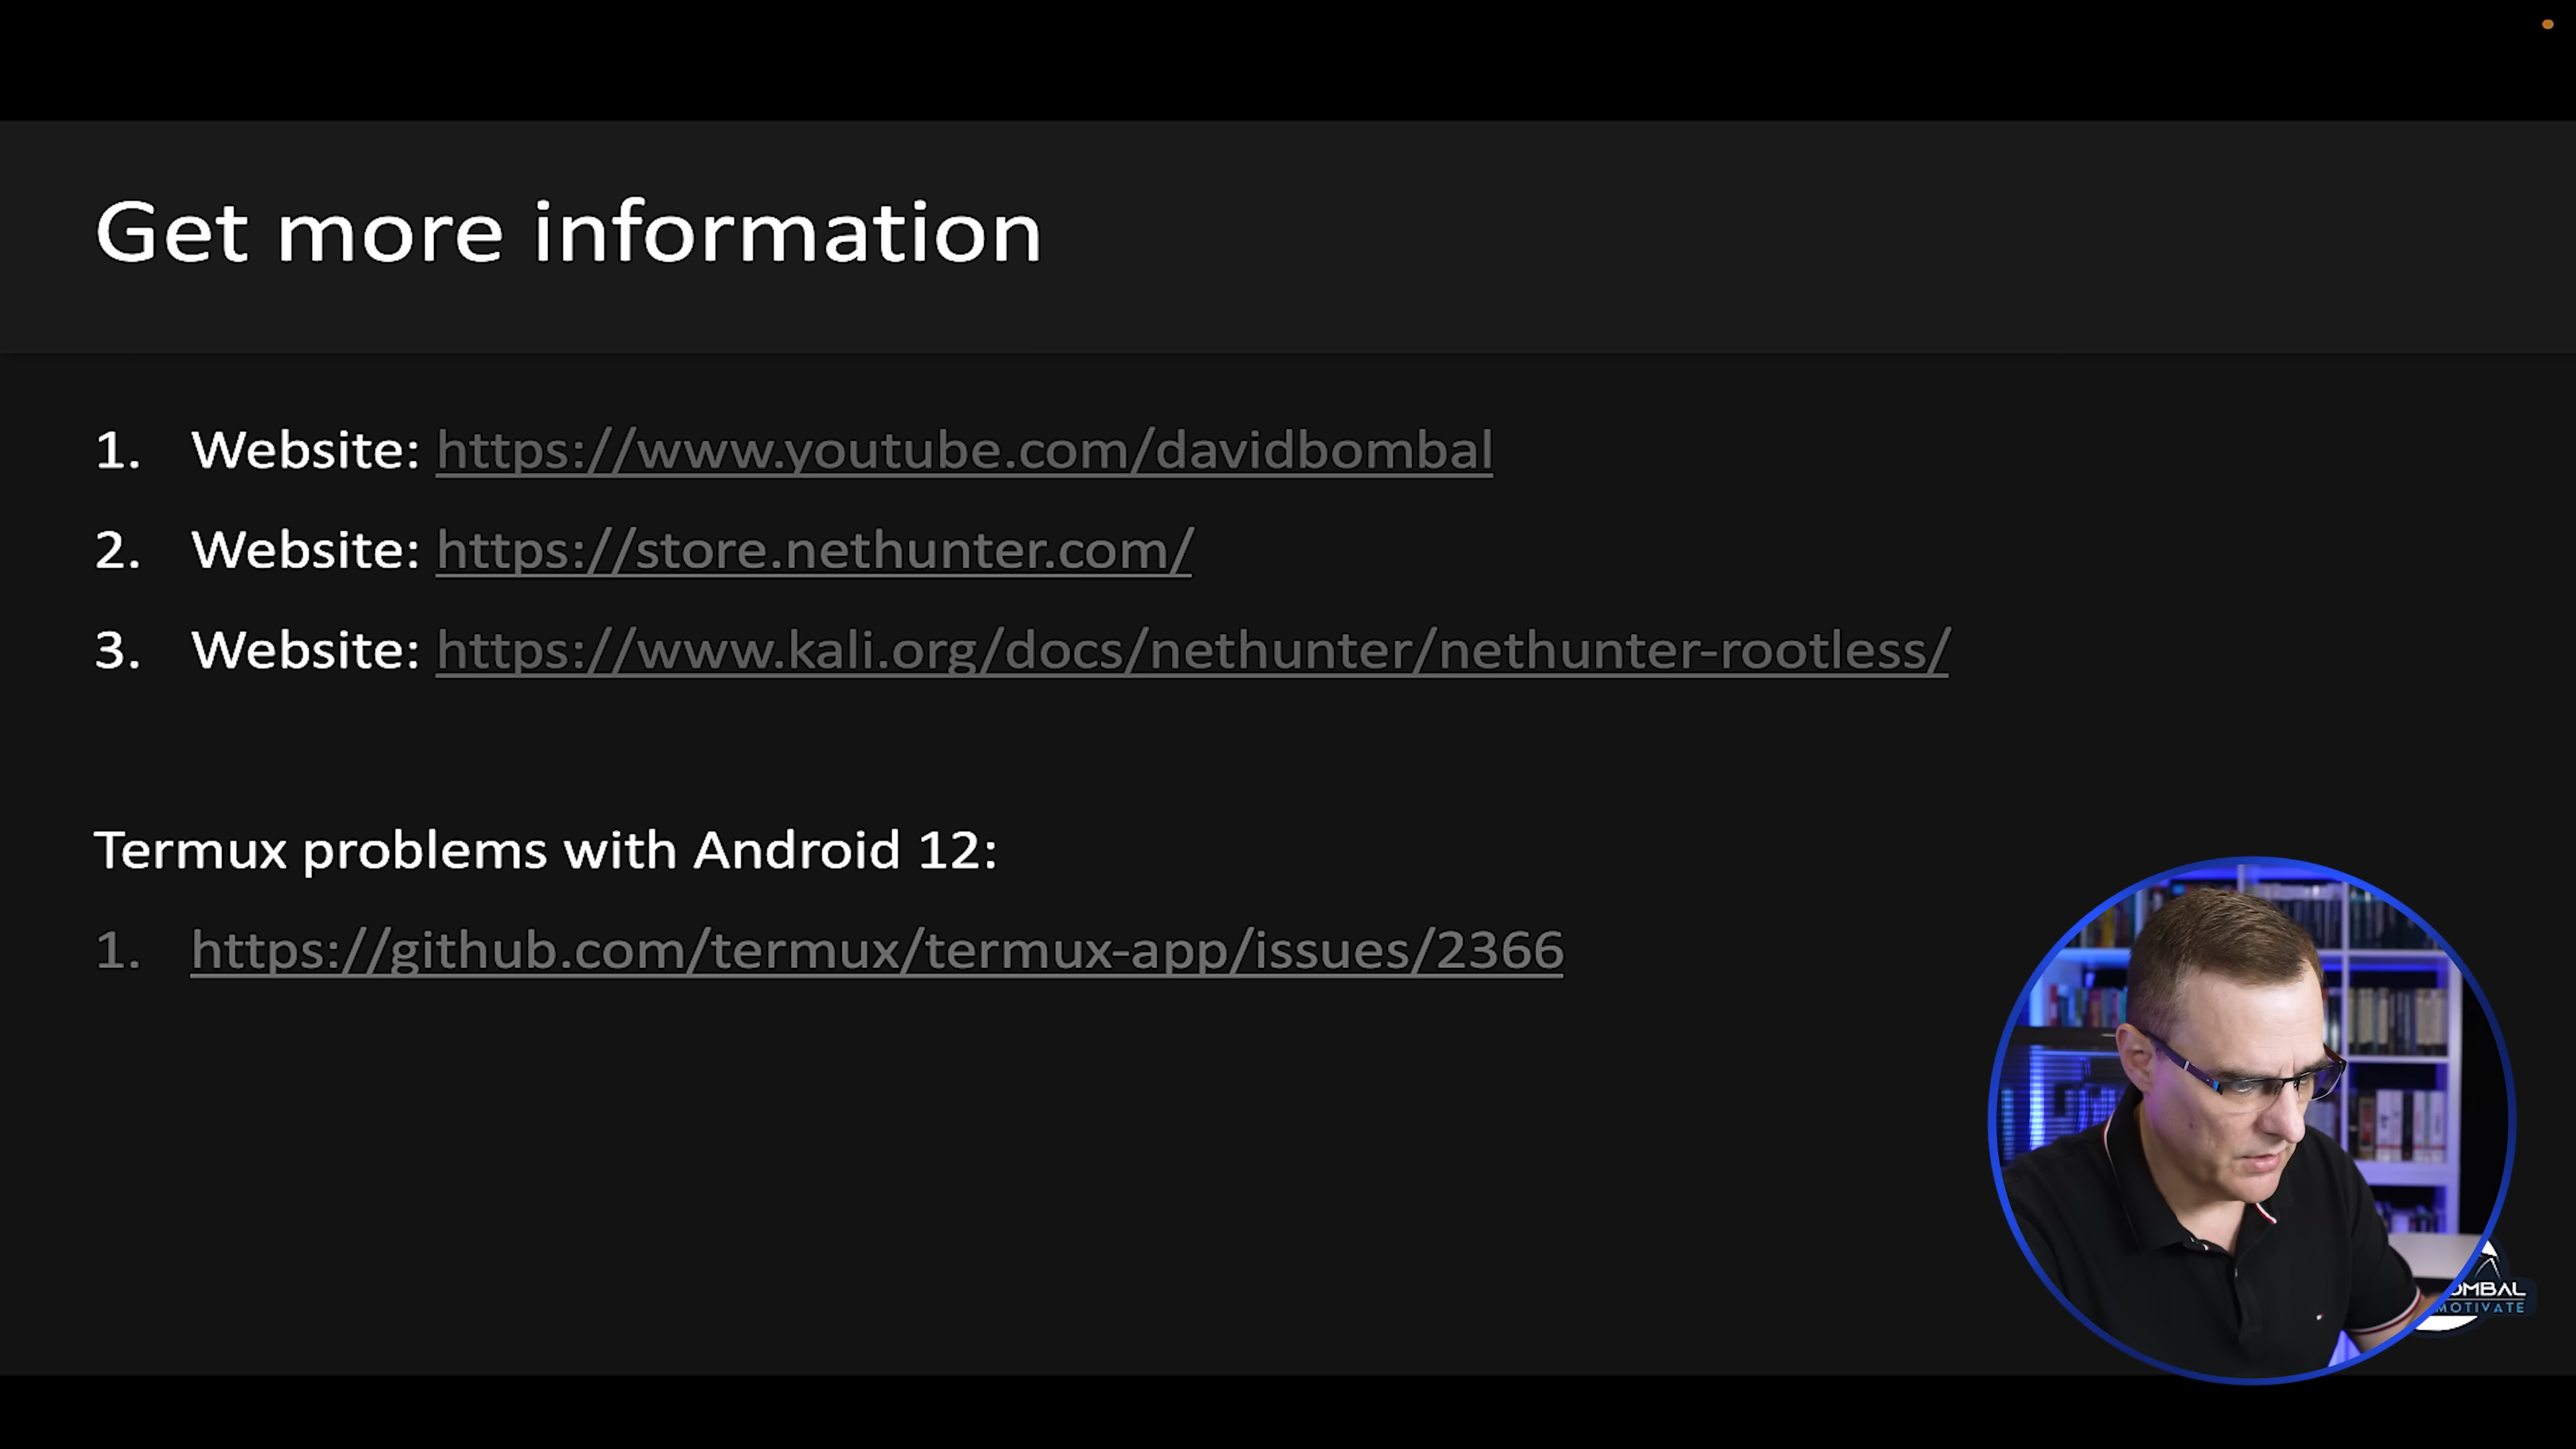 Get more information
1. Website: https://www.youtube.com/davidbombal
2. Website: https://store.nethunter.com/
3. Website: https://www.kali.org/docs/nethunter/nethunter-rootless/
Termux problems with Android 12:
1. https://github.com/termux/termux-app/issues/2366
OMBAL
MOTIVATE